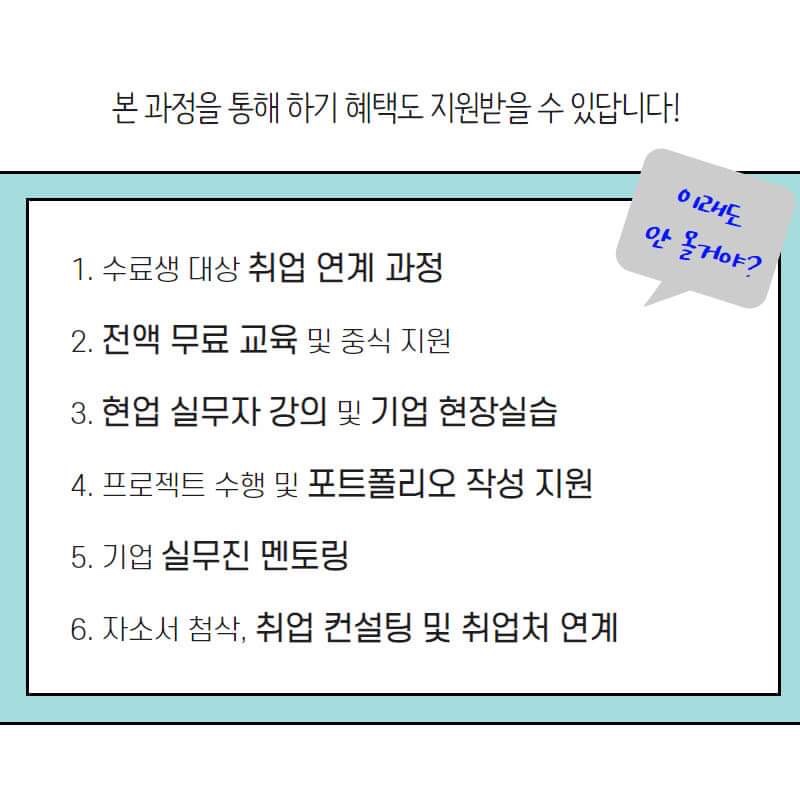 본 과정을 통해 하기 혜택도 지원받을 수 있답니다!
이래도
안 올거야?
1. 수료생 대상 취업 연계 과정
2. 전액 무료 교육 및 중식 지원
3. 현업 실무자 강의 및 기업 현장실습
4. 프로젝트 수행 및 포트폴리오 작성 지원
5. 기업 실무진 멘토링
6. 자소서 첨삭, 취업 컨설팅 및 취업처 연계